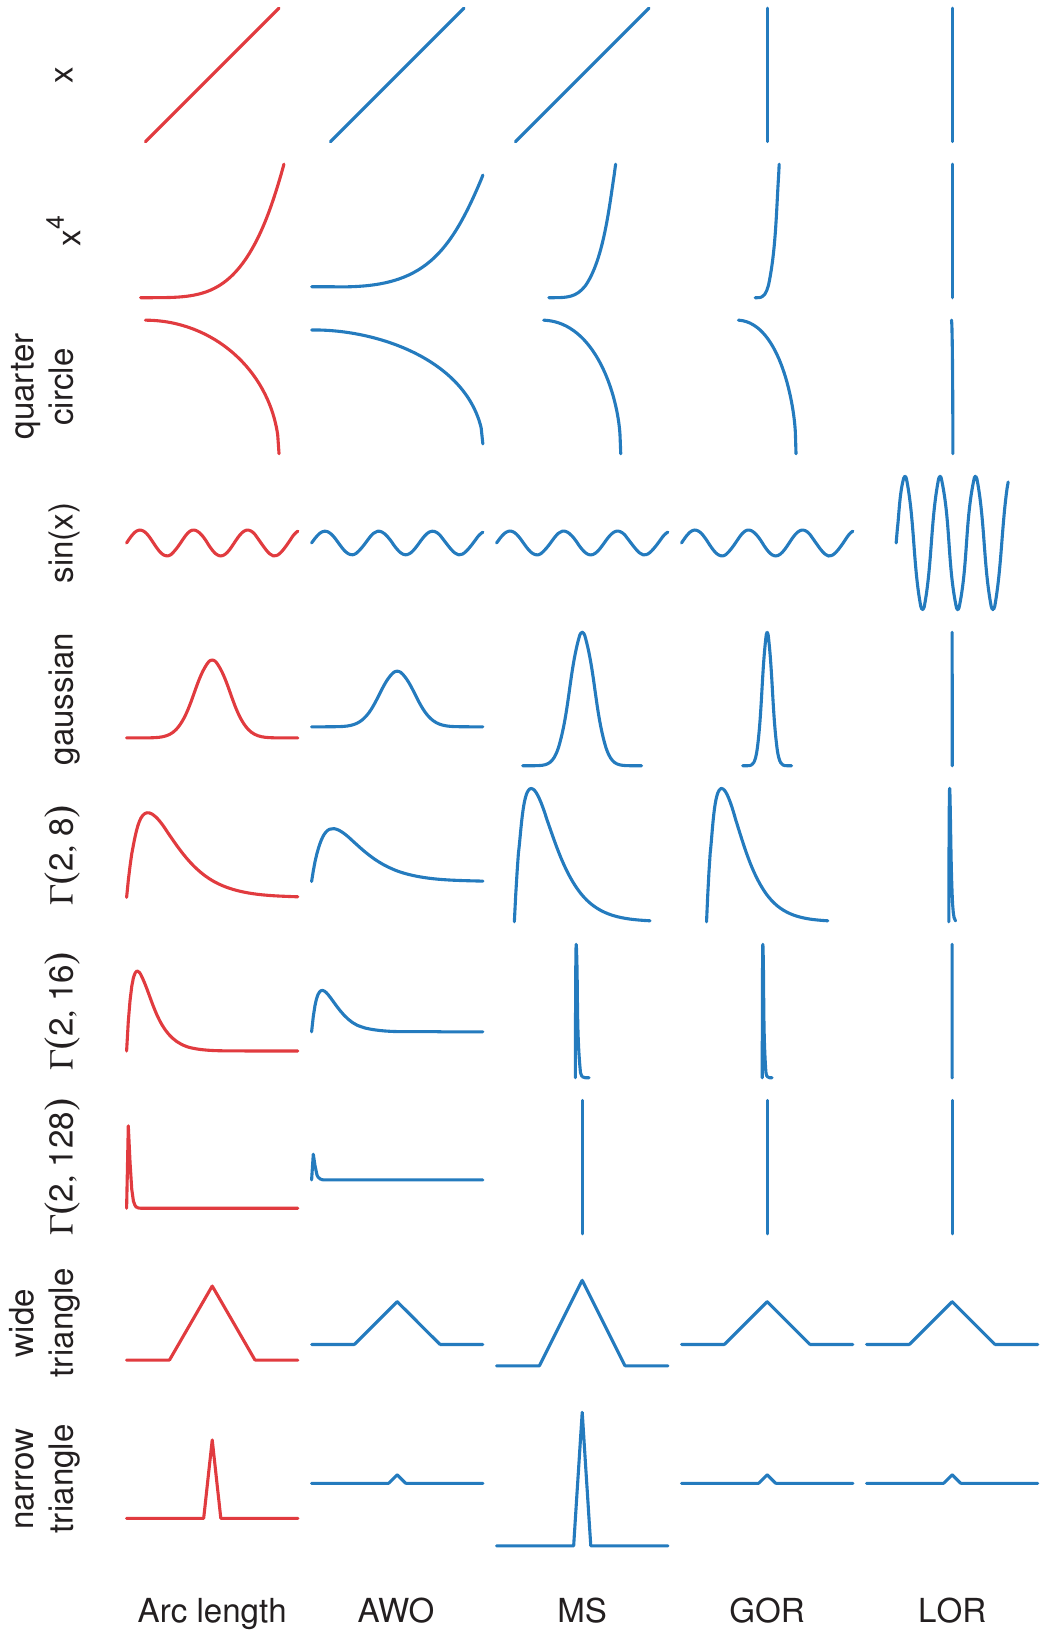 x
x⁴
quarter
circle
sin(x)
gaussian
Γ(2, 8)
Γ(2, 16)
Γ(2, 128)
wide
triangle
narrow
triangle
Arc length AWO MS GOR LOR